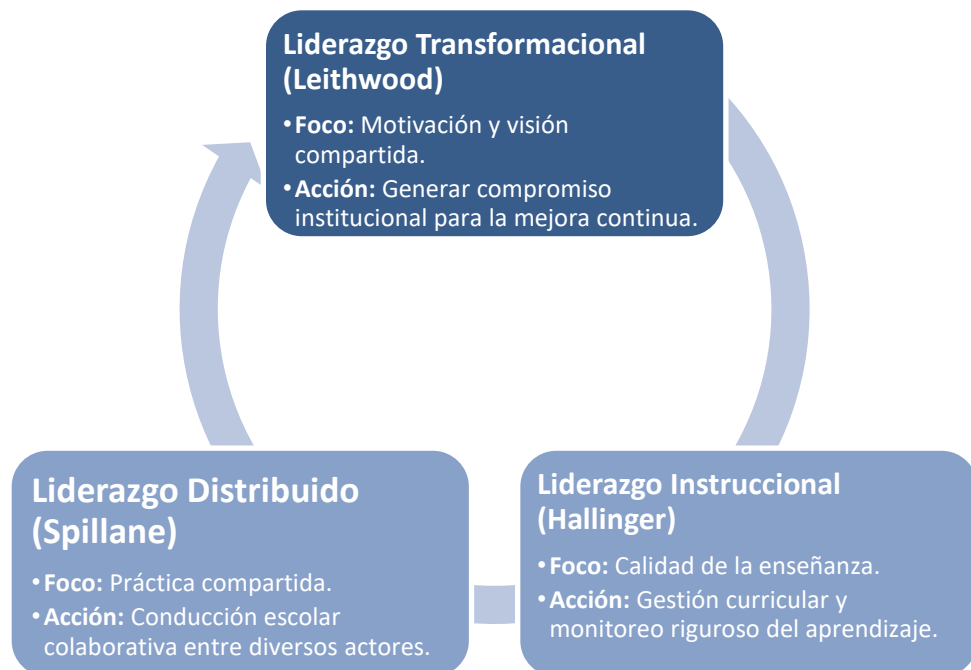 Liderazgo Transformacional
(Leithwood)
•Foco: Motivación y visión
compartida.
•Acción: Generar compromiso
institucional para la mejora continua.
Liderazgo Distribuido
(Spillane)
•Foco: Práctica compartida.
•Acción: Conducción escolar
colaborativa entre diversos actores.
Liderazgo Instruccional
(Hallinger)
•Foco: Calidad de la enseñanza.
•Acción: Gestión curricular y
monitoreo riguroso del aprendizaje.